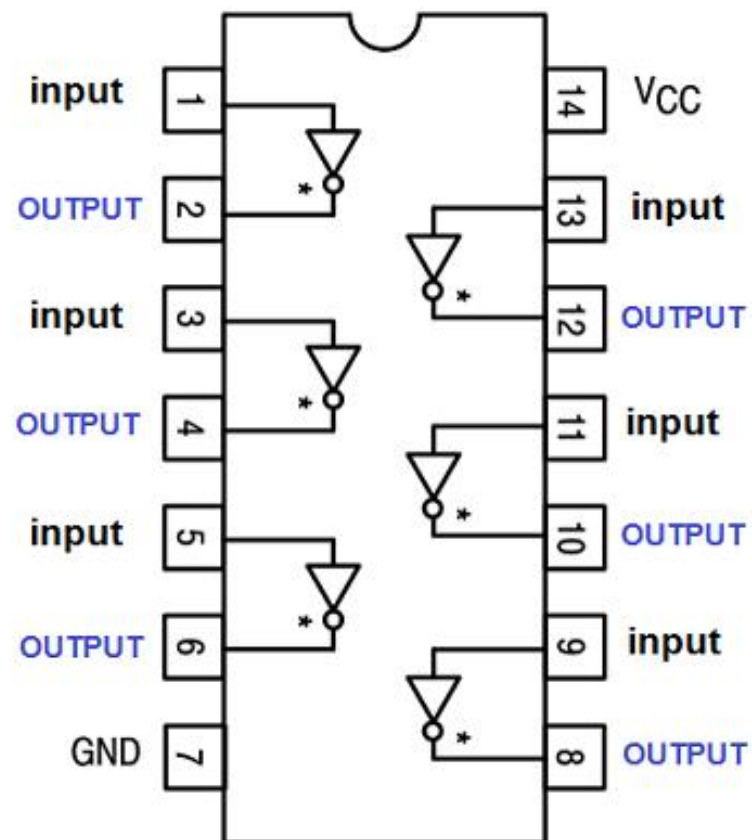 input 1 14 VCC
OUTPUT 2 * 13 input
input 3 * 12 OUTPUT
OUTPUT 4 * 11 input
input 5 * 10 OUTPUT
OUTPUT 6 * 9 input
GND 7 * 8 OUTPUT